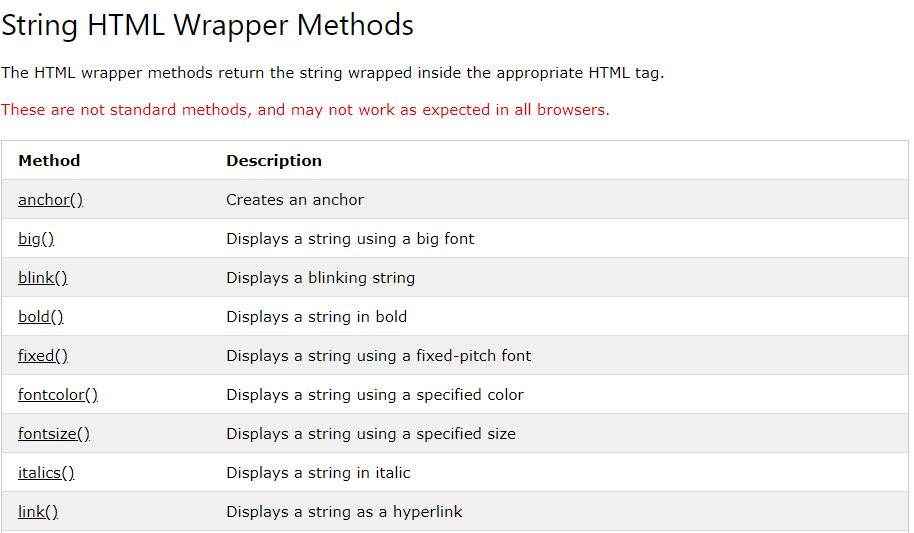 String HTML Wrapper Methods
The HTML wrapper methods return the string wrapped inside the appropriate HTML tag.
These are not standard methods, and may not work as expected in all browsers.
Method Description
anchor() Creates an anchor
big() Displays a string using a big font
blink() Displays a blinking string
bold() Displays a string in bold
fixed() Displays a string using a fixed-pitch font
fontcolor() Displays a string using a specified color
fontsize() Displays a string using a specified size
italics() Displays a string in italic
link() Displays a string as a hyperlink